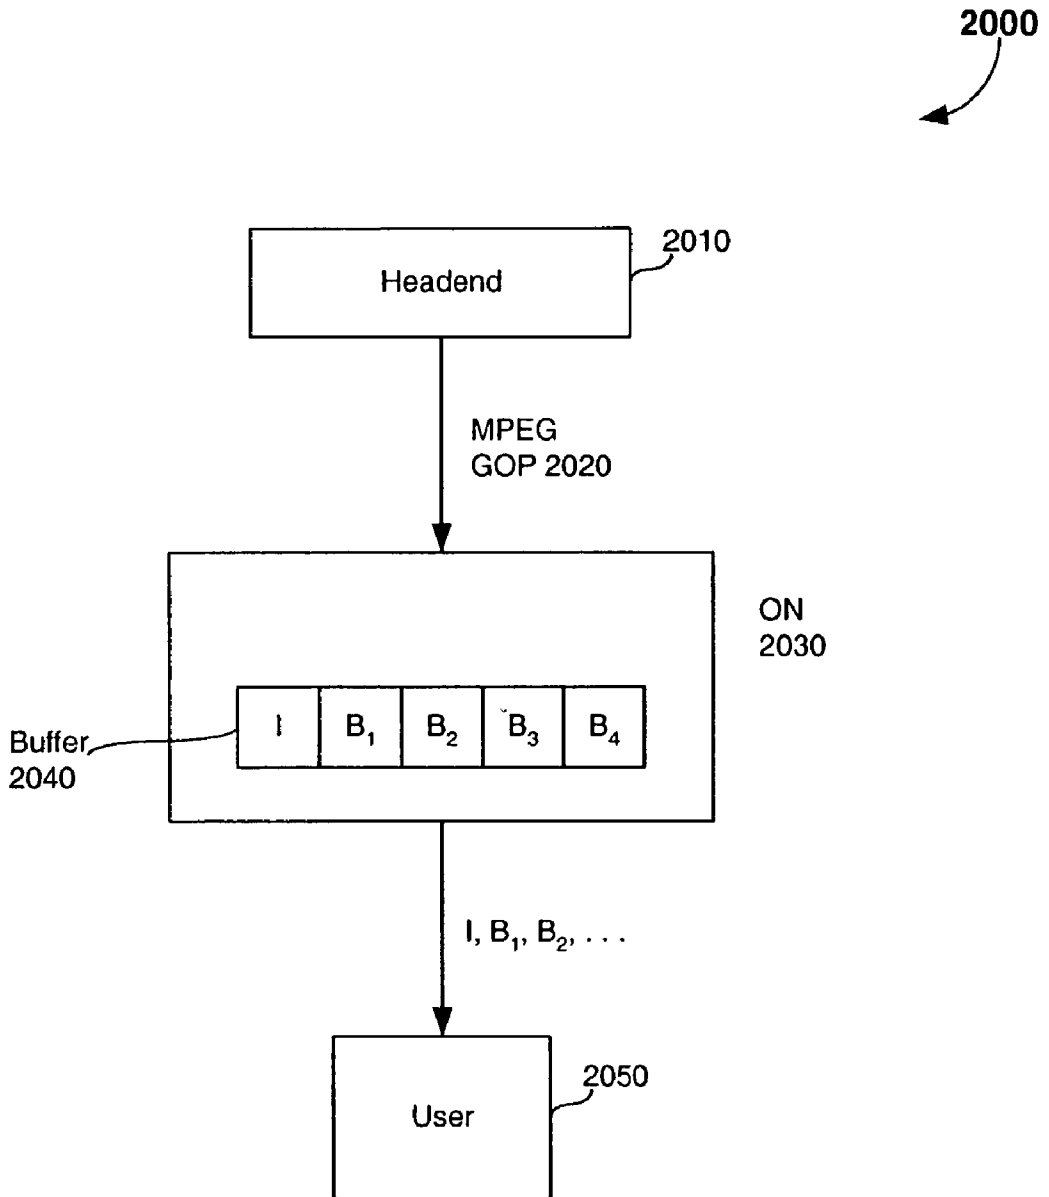 2000
Headend
2010
MPEG
GOP 2020
ON
2030
Buffer
2040
I B₁ B₂ B₃ B₄
I, B₁, B₂, . . .
User
2050